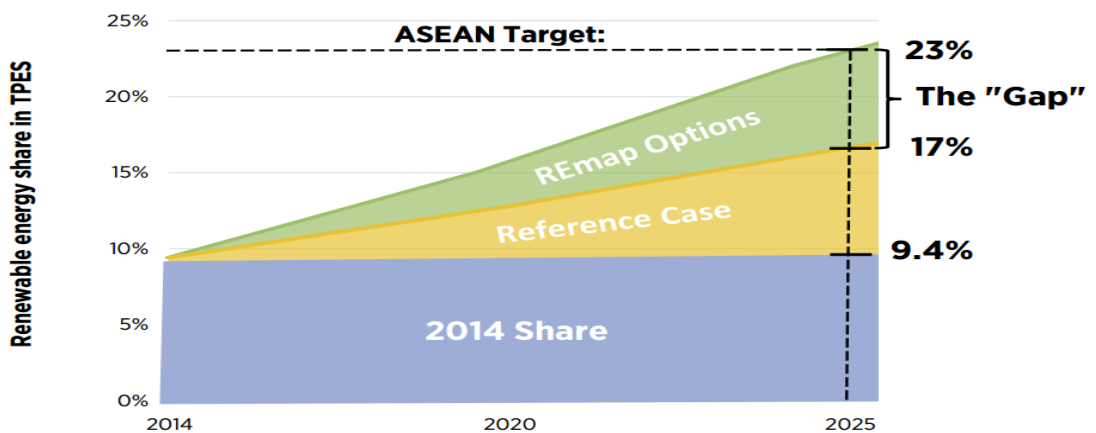 25%
ASEAN Target:
23%
20%
The "Gap"
REmap Options
17%
15%
Reference Case
10%
9.4%
Renewable energy share in TPES
5%
2014 Share
0%
2014
2020
2025